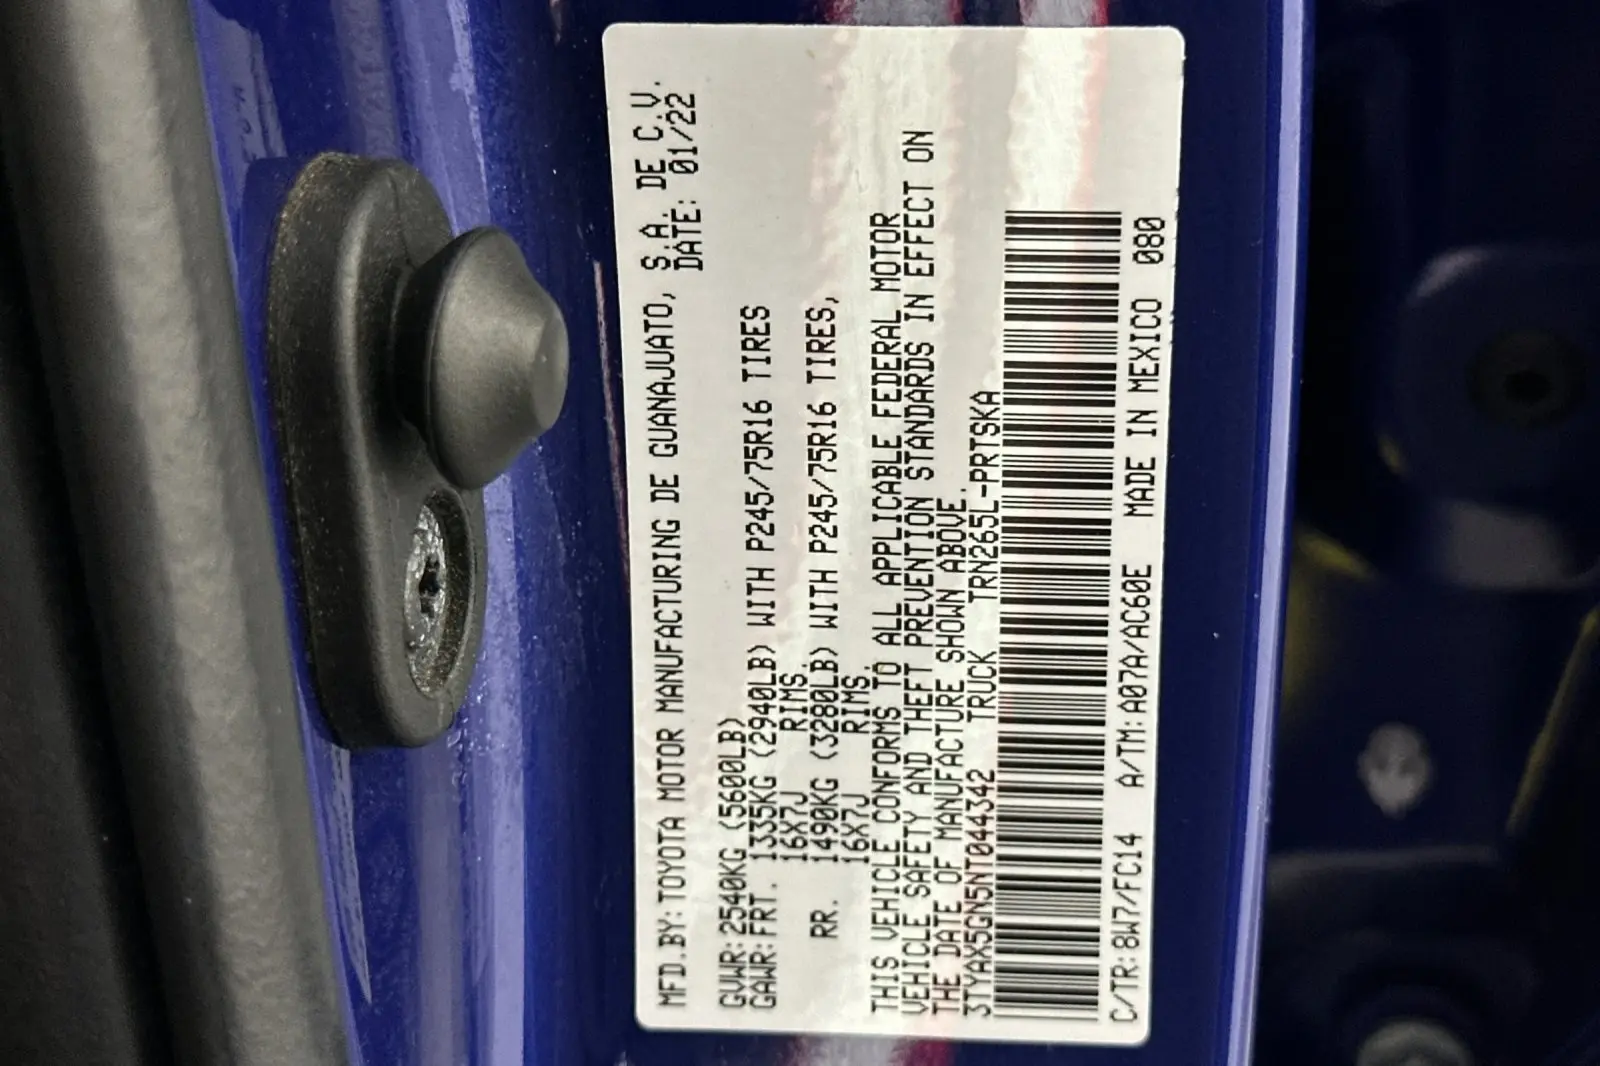 MFD.BY:TOYOTA MOTOR MANUFACTURING DE GUANAJUATO, S.A. DE C.V.
DATE: 01/22
GVWR:2540KG (5600LB)
GAWR:FRT. 1335KG (2940LB) WITH P245/75R16 TIRES
16X7J RIMS.
RR. 1490KG (3280LB) WITH P245/75R16 TIRES,
16X7J RIMS.
THIS VEHICLE CONFORMS TO ALL APPLICABLE FEDERAL MOTOR
VEHICLE SAFETY AND THEFT PREVENTION STANDARDS IN EFFECT ON
THE DATE OF MANUFACTURE SHOWN ABOVE.
3TYAX5GN5NT044342 TRUCK TRN265L-PRTSKA
C/TR:8W7/FC14 A/TM:A07A/AC60E MADE IN MEXICO 080